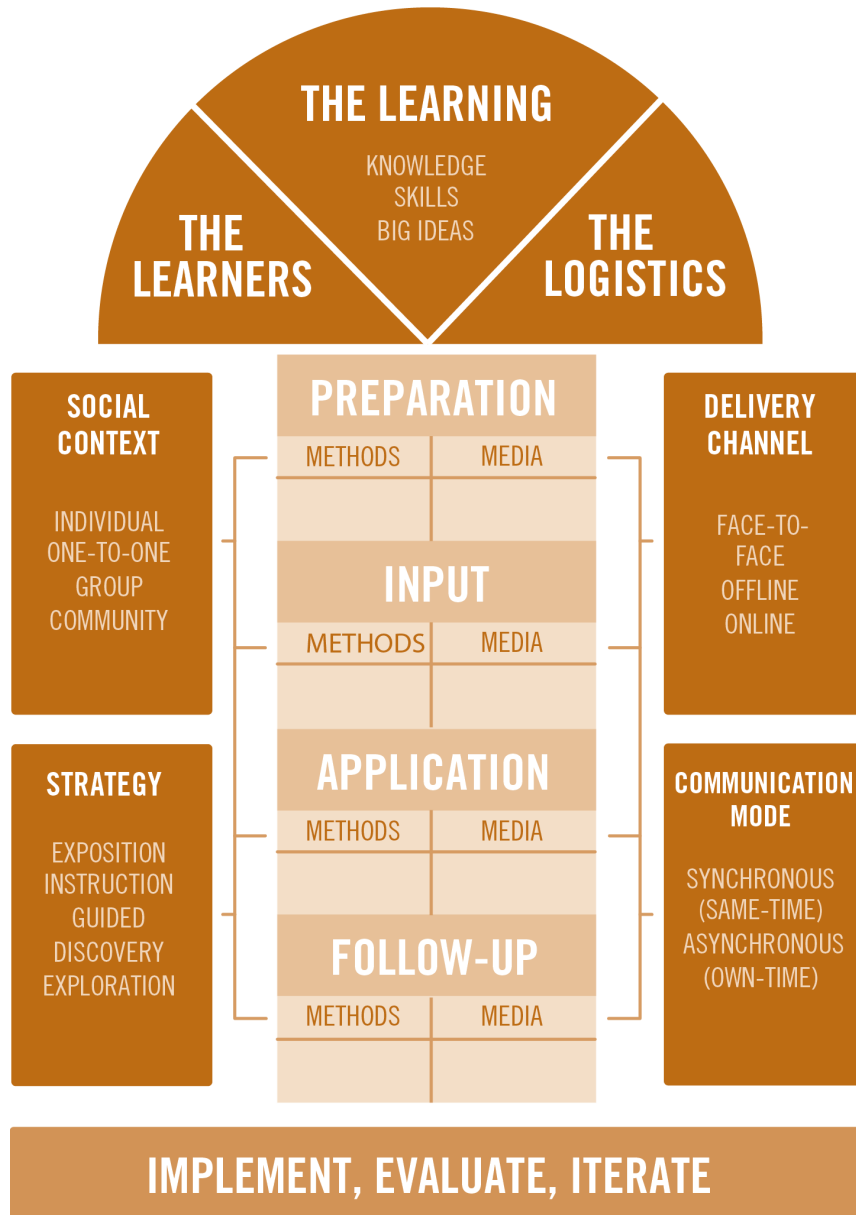 THE LEARNING
KNOWLEDGE
SKILLS
BIG IDEAS
THE
LEARNERS
THE
LOGISTICS
SOCIAL
CONTEXT
INDIVIDUAL
ONE-TO-ONE
GROUP
COMMUNITY
STRATEGY
EXPOSITION
INSTRUCTION
GUIDED
DISCOVERY
EXPLORATION
PREPARATION
METHODS MEDIA
INPUT
METHODS MEDIA
APPLICATION
METHODS MEDIA
FOLLOW-UP
METHODS MEDIA
DELIVERY
CHANNEL
FACE-TO-
FACE
OFFLINE
ONLINE
COMMUNICATION
MODE
SYNCHRONOUS
(SAME-TIME)
ASYNCHRONOUS
(OWN-TIME)
IMPLEMENT, EVALUATE, ITERATE